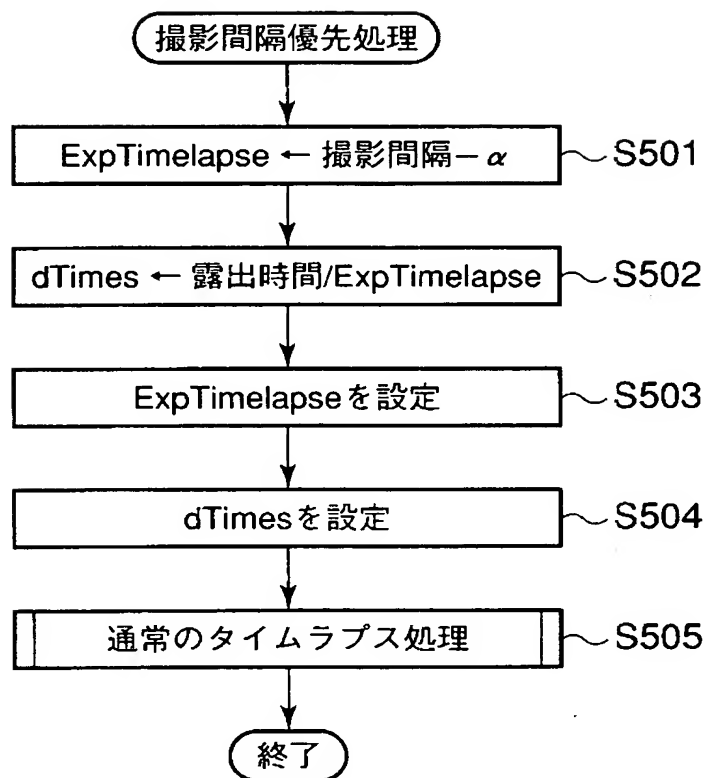 撮影間隔優先処理
ExpTimelapse ← 撮影間隔－α S501
dTimes ← 露出時間/ExpTimelapse S502
ExpTimelapseを設定 S503
dTimesを設定 S504
通常のタイムラプス処理 S505
終了